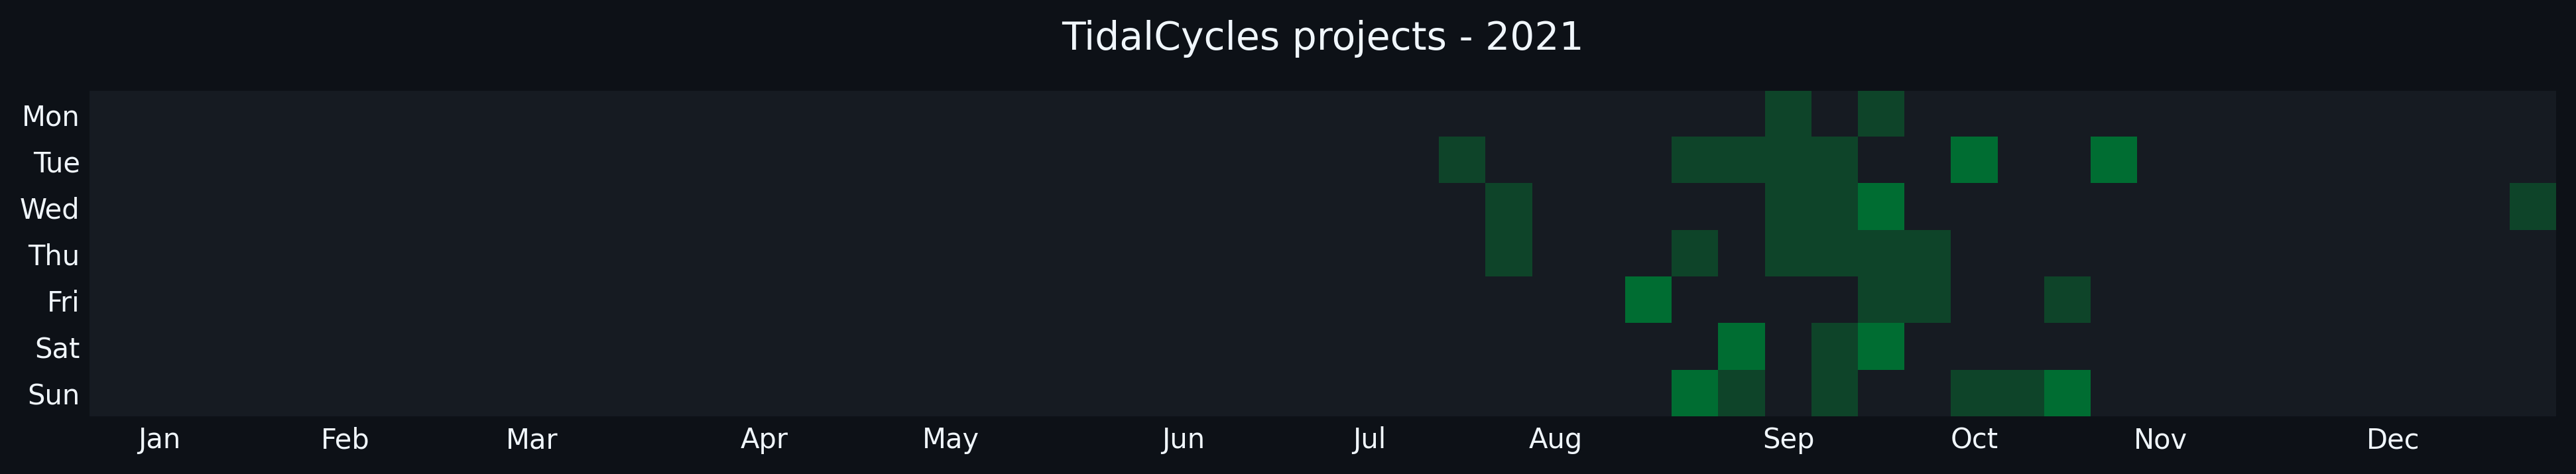 TidalCycles projects - 2021
Mon
Tue
Wed
Thu
Fri
Sat
Sun
Jan Feb Mar Apr May Jun Jul Aug Sep Oct Nov Dec